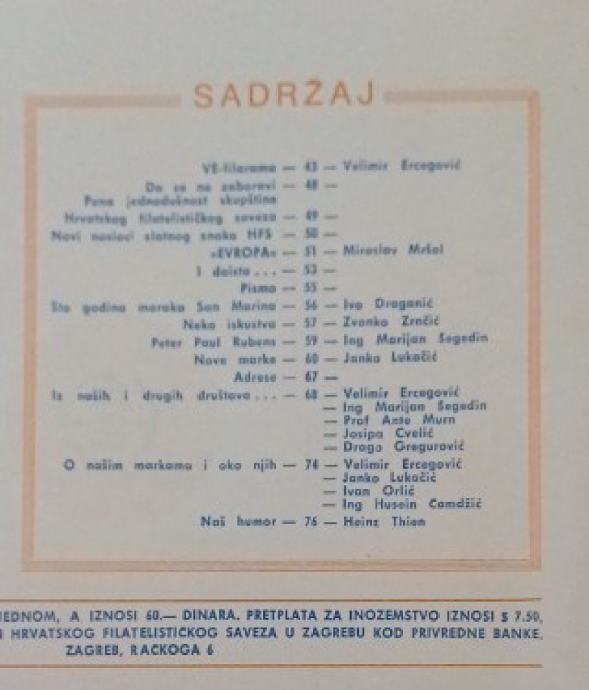 SADRŽAJ
VE-filarama — 43 — Velimir Ercegović
Da se ne zaboravi — 48 —
Puna jednodušnost skupštine
Hrvatskog filatelističkog saveza — 49 —
Novi nosioci zlatnog znaka HFS — 50 —
»EVROPA« — 51 — Miroslav Mršol
I doista ... — 53 —
Pisma — 55 —
Sto godina maraka San Marina — 56 — Ivo Draganić
Neka iskustva — 57 — Zvonko Zrnčić
Peter Paul Rubens — 59 — Ing Marijan Segedin
Nove marke — 60 — Janko Lukačić
Adrese — 67 —
Iz naših i drugih društava ... — 68 — Velimir Ercegović
— Ing Marijan Segedin
— Prof Ante Murn
— Josipa Cvelić
— Drago Gregurović
O našim markama i oko njih — 74 — Velimir Ercegović
— Janko Lukačić
— Ivan Orlić
— Ing Husein Camdžić
Naš humor — 76 — Heinz Thien
JEDNOM, A IZNOSI 60.— DINARA. PRETPLATA ZA INOZEMSTVO IZNOSI $ 7.50,
I HRVATSKOG FILATELISTIČKOG SAVEZA U ZAGREBU KOD PRIVREDNE BANKE,
ZAGREB, RACKOGA 6